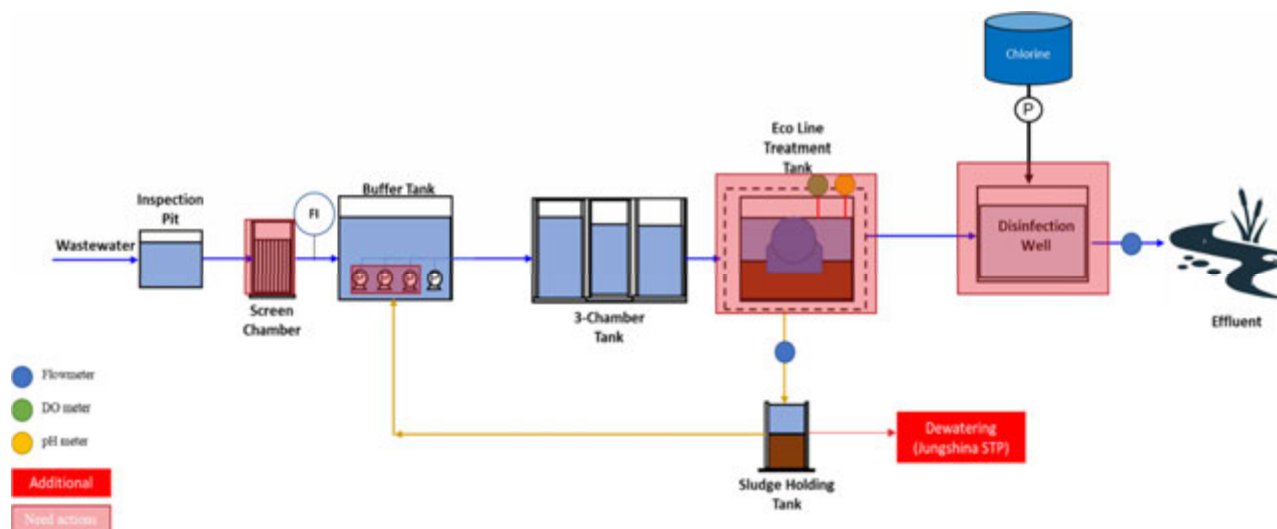 Chlorine
P
Eco Line
Treatment
Tank
Inspection
Pit
Buffer Tank
FI
Wastewater
Disinfection
Well
Screen
Chamber
3-Chamber
Tank
Effluent
Flowmeter
DO meter
pH meter
Additional
Need actions
Dewatering
(Jungshina STP)
Sludge Holding
Tank